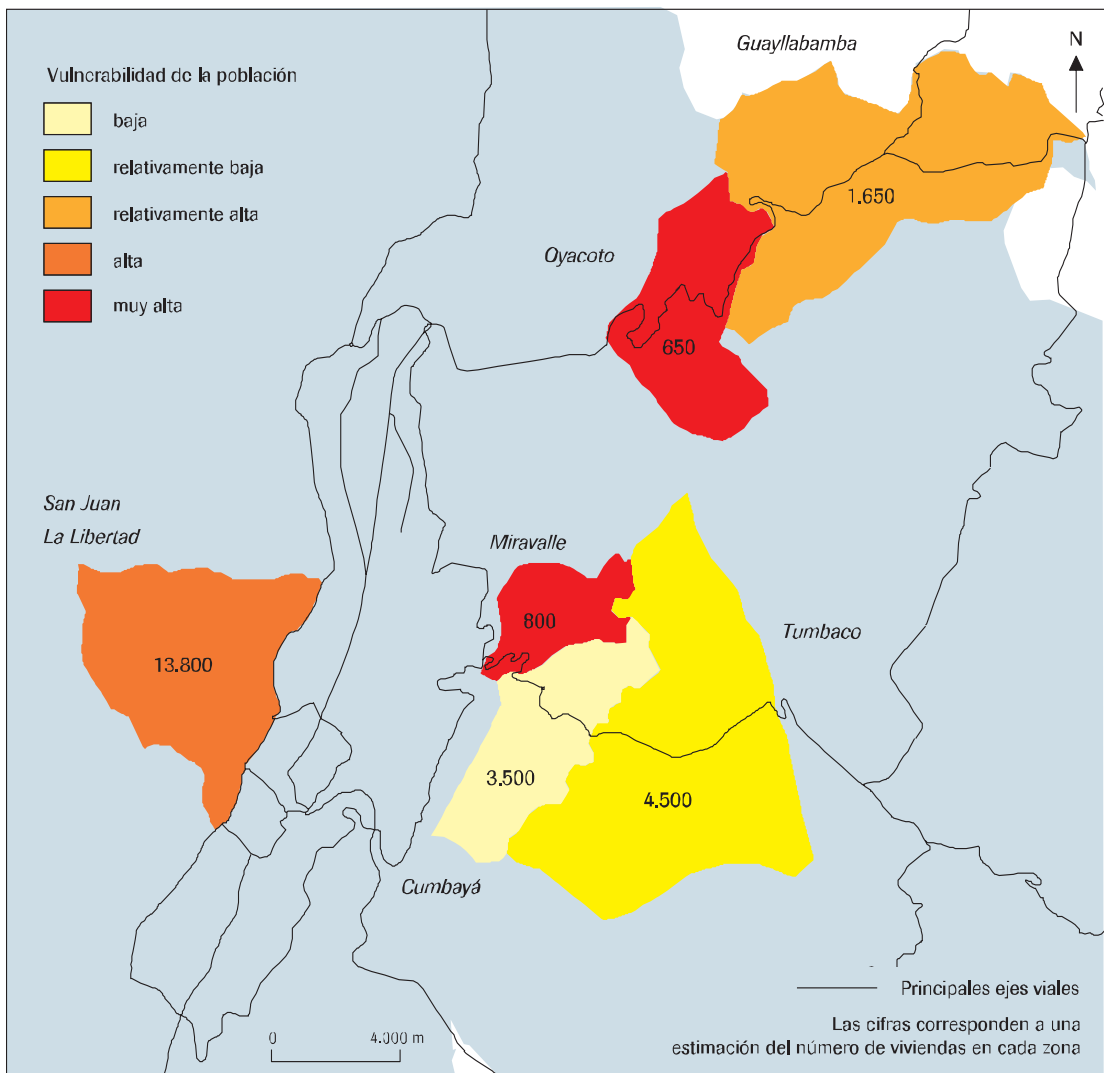 Guayllabamba
N
Vulnerabilidad de la población
baja
relativamente baja
relativamente alta
alta
muy alta
1.650
Oyacoto
650
San Juan
La Libertad
Miravalle
800
Tumbaco
13.800
3.500
4.500
Cumbayá
Principales ejes viales
0 4.000 m
Las cifras corresponden a una
estimación del número de viviendas en cada zona